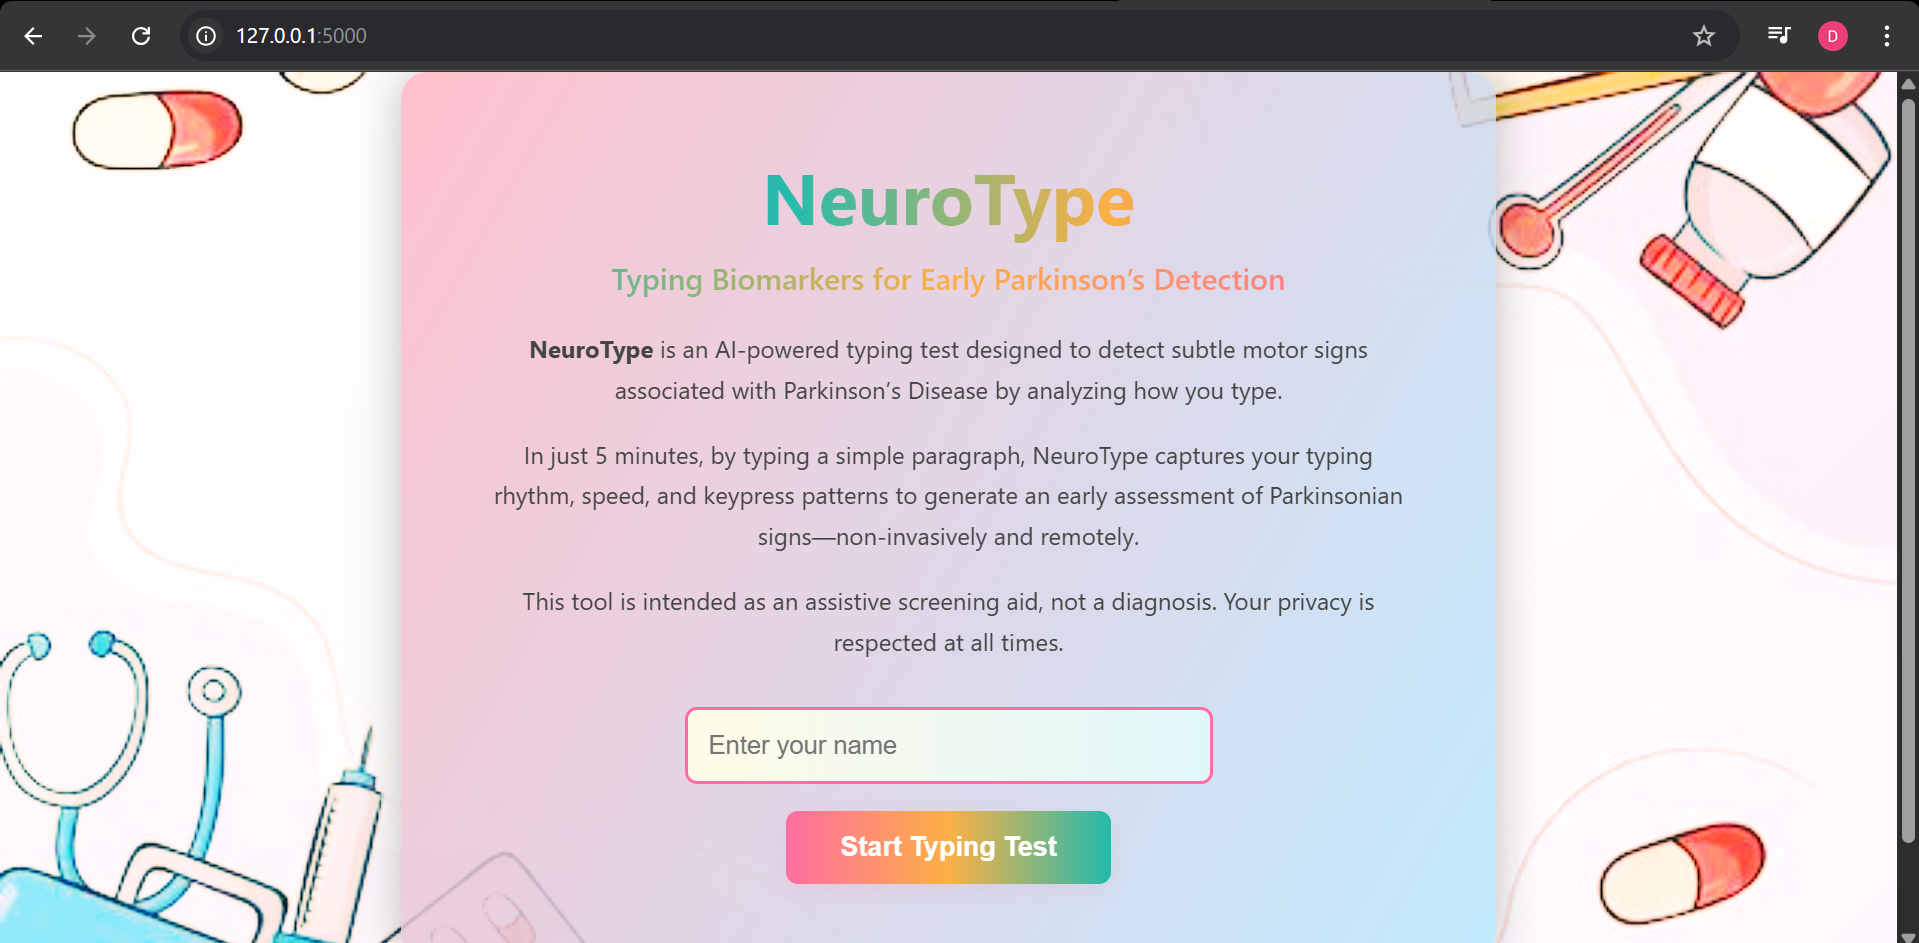 127.0.0.1:5000
D
NeuroType
Typing Biomarkers for Early Parkinson’s Detection
NeuroType is an AI-powered typing test designed to detect subtle motor signs
associated with Parkinson’s Disease by analyzing how you type.
In just 5 minutes, by typing a simple paragraph, NeuroType captures your typing
rhythm, speed, and keypress patterns to generate an early assessment of Parkinsonian
signs—non-invasively and remotely.
This tool is intended as an assistive screening aid, not a diagnosis. Your privacy is
respected at all times.
Enter your name
Start Typing Test